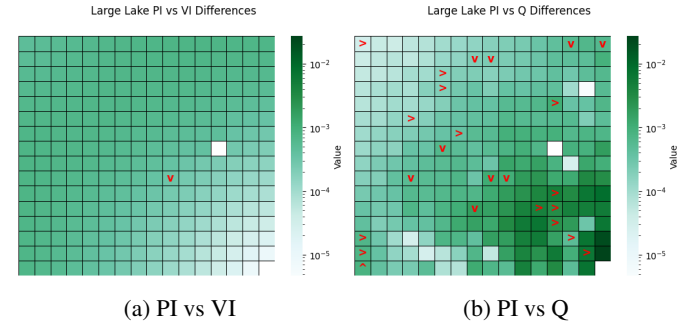 Large Lake PI vs VI Differences
v
10⁻²
10⁻³
10⁻⁴
10⁻⁵
Value
(a) PI vs VI
Large Lake PI vs Q Differences
> v v
v v
>
>
>
>
>
v
v v v
>
v > >
>
> >
> >
^
10⁻²
10⁻³
10⁻⁴
10⁻⁵
Value
(b) PI vs Q